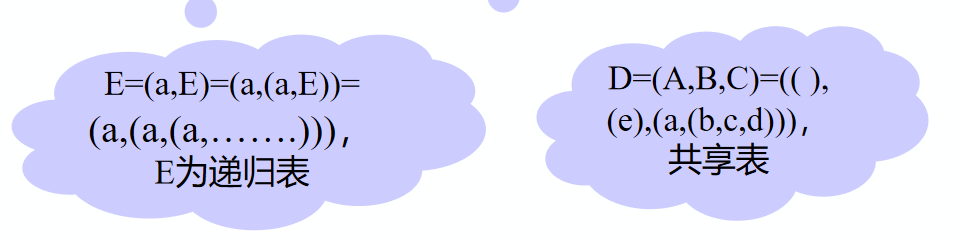 E=(a,E)=(a,(a,E))=
(a,(a,(a,…….))),
E为递归表
D=(A,B,C)=(( ),
(e),(a,(b,c,d))),
共享表